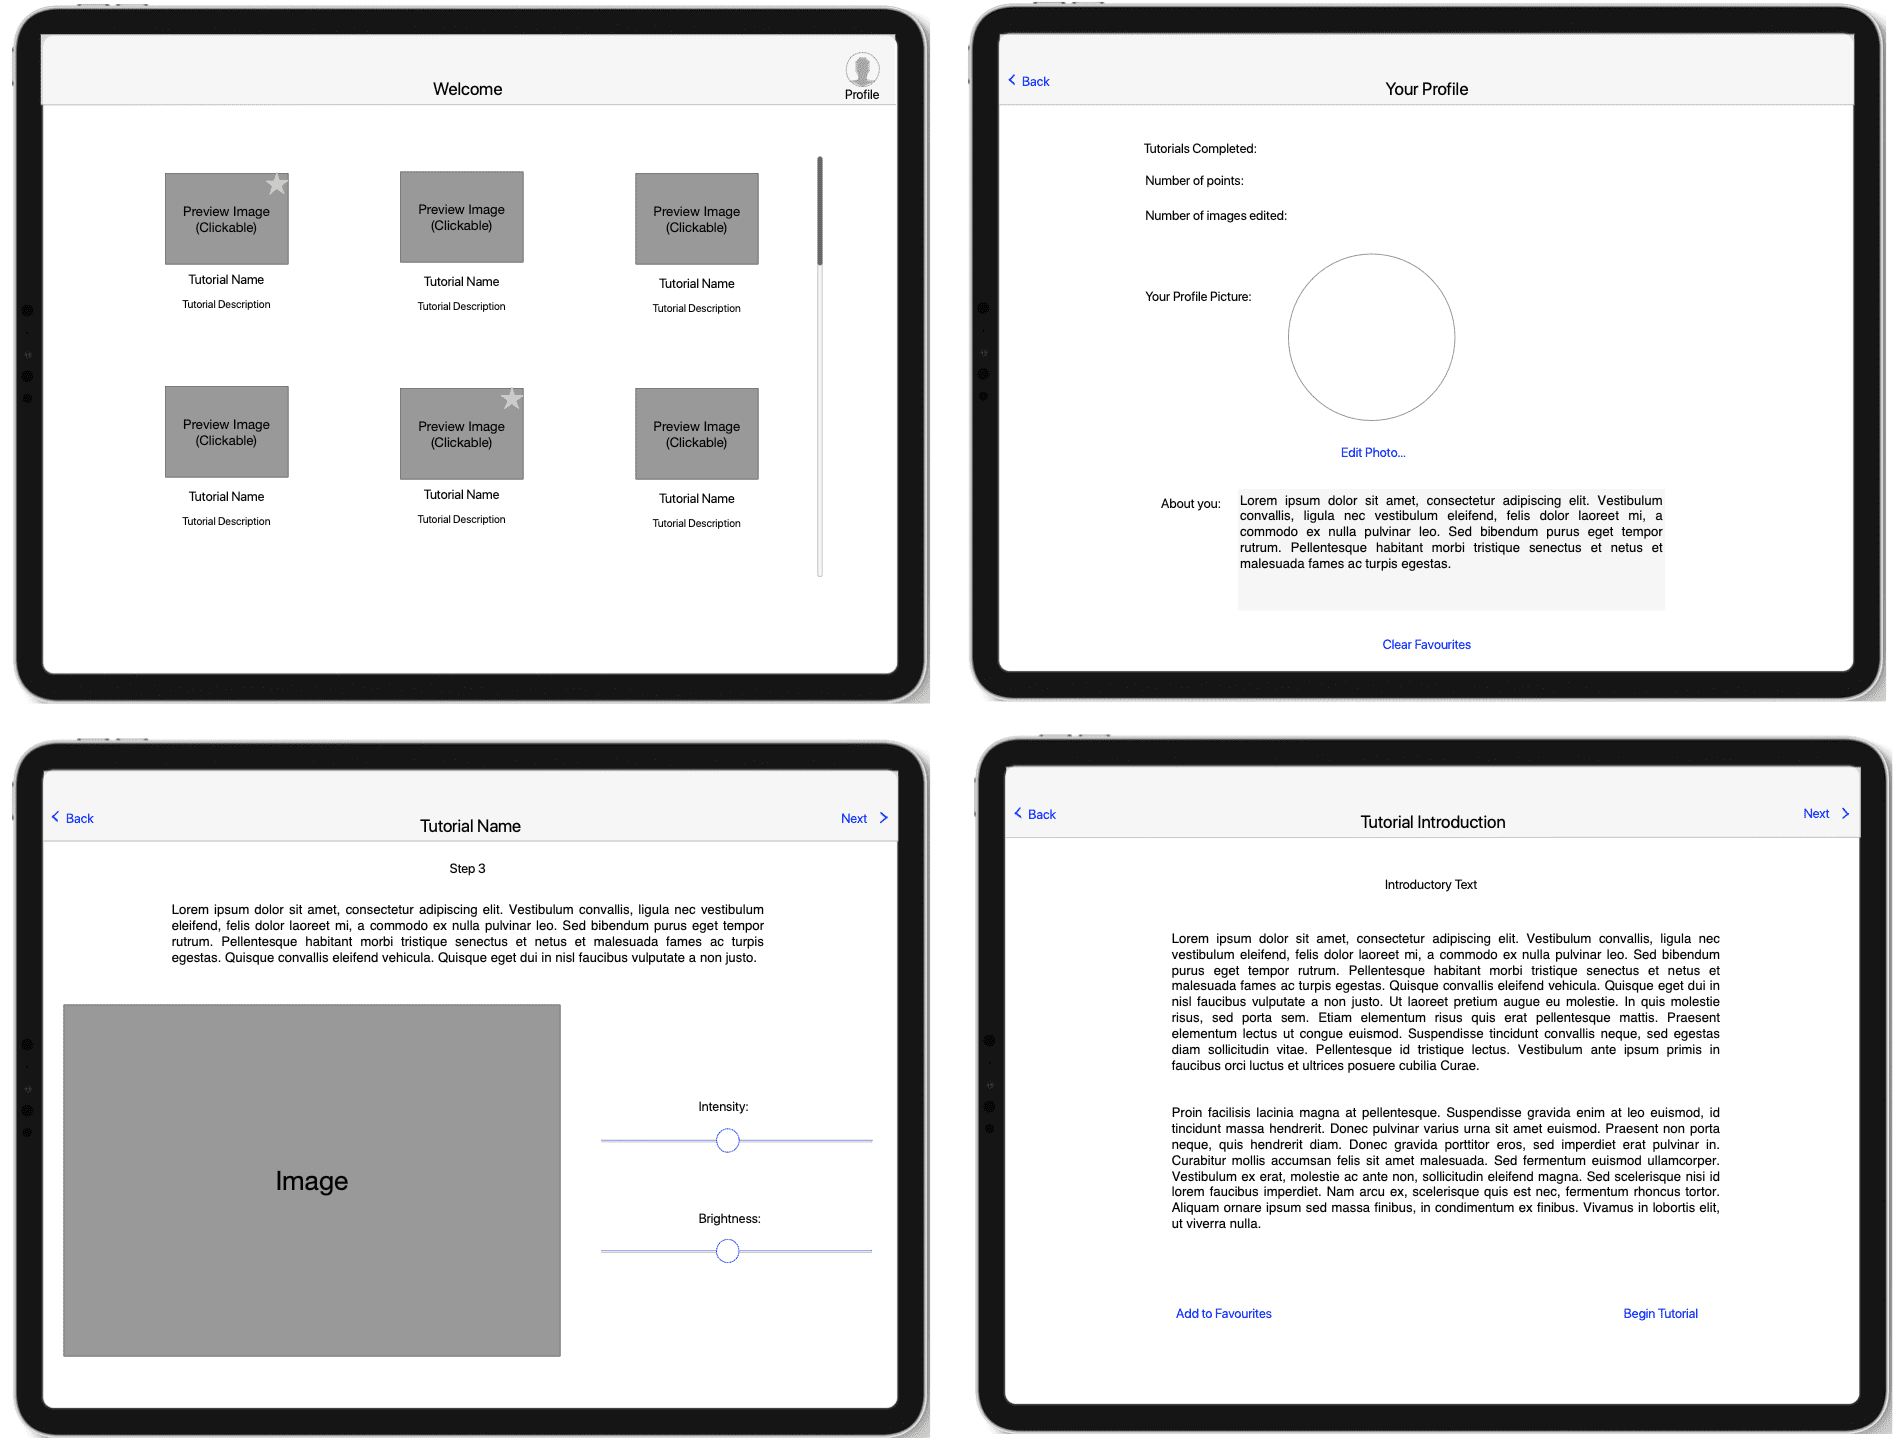 Welcome
Profile
Preview Image
(Clickable)
Tutorial Name
Tutorial Description
Preview Image
(Clickable)
Tutorial Name
Tutorial Description
Preview Image
(Clickable)
Tutorial Name
Tutorial Description
Preview Image
(Clickable)
Tutorial Name
Tutorial Description
Preview Image
(Clickable)
Tutorial Name
Tutorial Description
Preview Image
(Clickable)
Tutorial Name
Tutorial Description
Back
Your Profile
Tutorials Completed:
Number of points:
Number of images edited:
Your Profile Picture:
Edit Photo...
About you:
Lorem ipsum dolor sit amet, consectetur adipiscing elit. Vestibulum
convallis, ligula nec vestibulum eleifend, felis dolor laoreet mi, a
commodo ex nulla pulvinar leo. Sed bibendum purus eget tempor
rutrum. Pellentesque habitant morbi tristique senectus et netus et
malesuada fames ac turpis egestas.
Clear Favourites
Back
Tutorial Name
Next
Step 3
Lorem ipsum dolor sit amet, consectetur adipiscing elit. Vestibulum convallis, ligula nec vestibulum
eleifend, felis dolor laoreet mi, a commodo ex nulla pulvinar leo. Sed bibendum purus eget tempor
rutrum. Pellentesque habitant morbi tristique senectus et netus et malesuada fames ac turpis
egestas. Quisque convallis eleifend vehicula. Quisque eget dui in nisl faucibus vulputate a non justo.
Image
Intensity:
Brightness:
Back
Tutorial Introduction
Next
Introductory Text
Lorem ipsum dolor sit amet, consectetur adipiscing elit. Vestibulum convallis, ligula nec
vestibulum eleifend, felis dolor laoreet mi, a commodo ex nulla pulvinar leo. Sed bibendum
purus eget tempor rutrum. Pellentesque habitant morbi tristique senectus et netus et
malesuada fames ac turpis egestas. Quisque convallis eleifend vehicula. Quisque eget dui in
nisl faucibus vulputate a non justo. Ut laoreet pretium augue eu molestie. In quis molestie
risus, sed porta sem. Etiam elementum risus quis erat pellentesque mattis. Praesent
elementum lectus ut congue euismod. Suspendisse tincidunt convallis neque, sed egestas
diam sollicitudin vitae. Pellentesque id tristique lectus. Vestibulum ante ipsum primis in
faucibus orci luctus et ultrices posuere cubilia Curae.
Proin facilisis lacinia magna at pellentesque. Suspendisse gravida enim at leo euismod, id
tincidunt massa hendrerit. Donec pulvinar varius urna sit amet euismod. Praesent non porta
neque, quis hendrerit diam. Donec gravida porttitor eros, sed imperdiet erat pulvinar in.
Curabitur mollis accumsan felis sit amet malesuada. Sed fermentum euismod ullamcorper.
Vestibulum ex erat, molestie ac ante non, sollicitudin eleifend magna. Sed scelerisque nisi id
lorem faucibus imperdiet. Nam arcu ex, scelerisque quis est nec, fermentum rhoncus tortor.
Aliquam ornare ipsum sed massa finibus, in condimentum ex finibus. Vivamus in lobortis elit,
ut viverra nulla.
Add to Favourites
Begin Tutorial